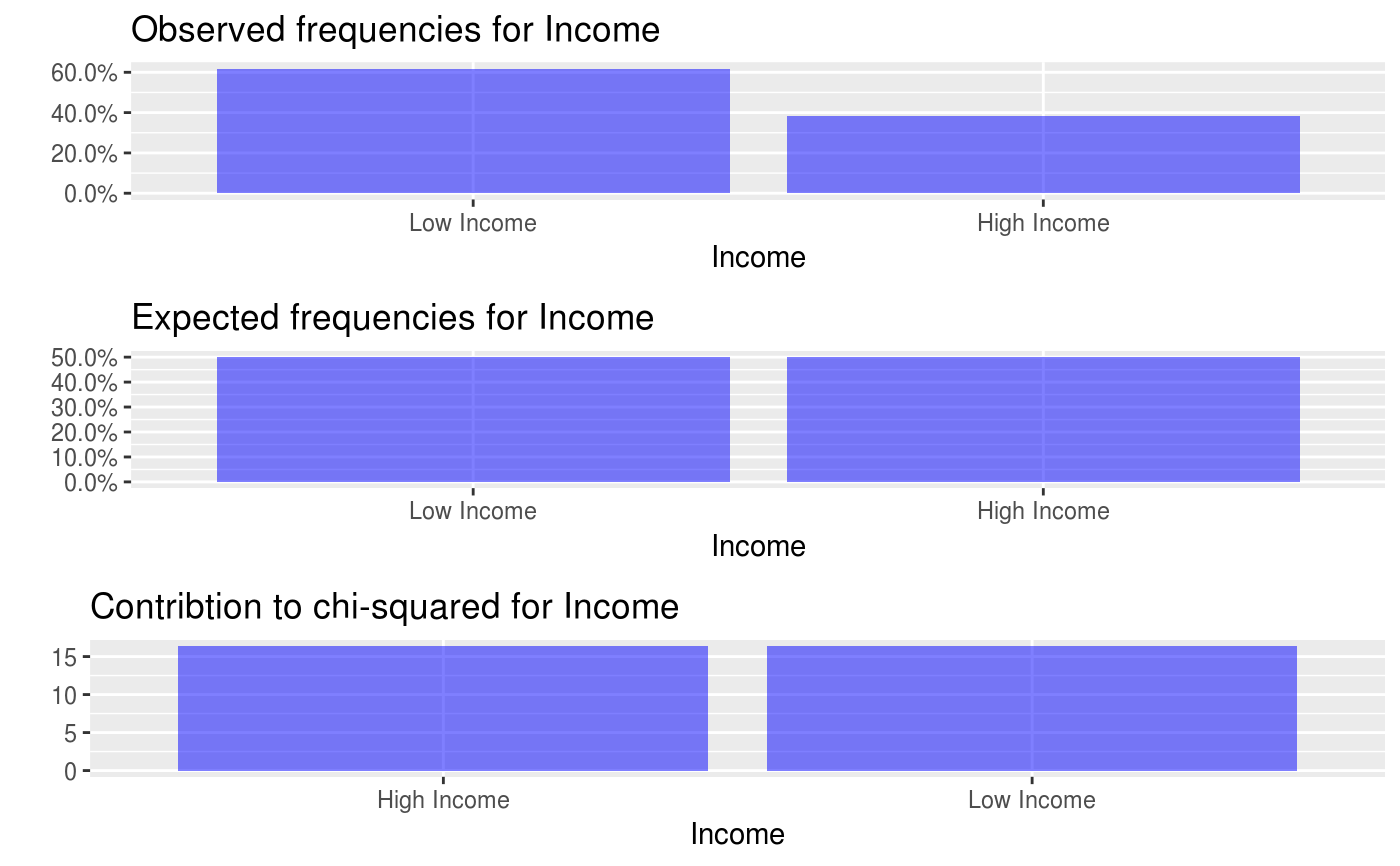 Observed frequencies for Income
60.0%
40.0%
20.0%
0.0%
Low Income High Income
Income
Expected frequencies for Income
50.0%
40.0%
30.0%
20.0%
10.0%
0.0%
Low Income High Income
Income
Contribtion to chi-squared for Income
15
10
5
0
High Income Low Income
Income